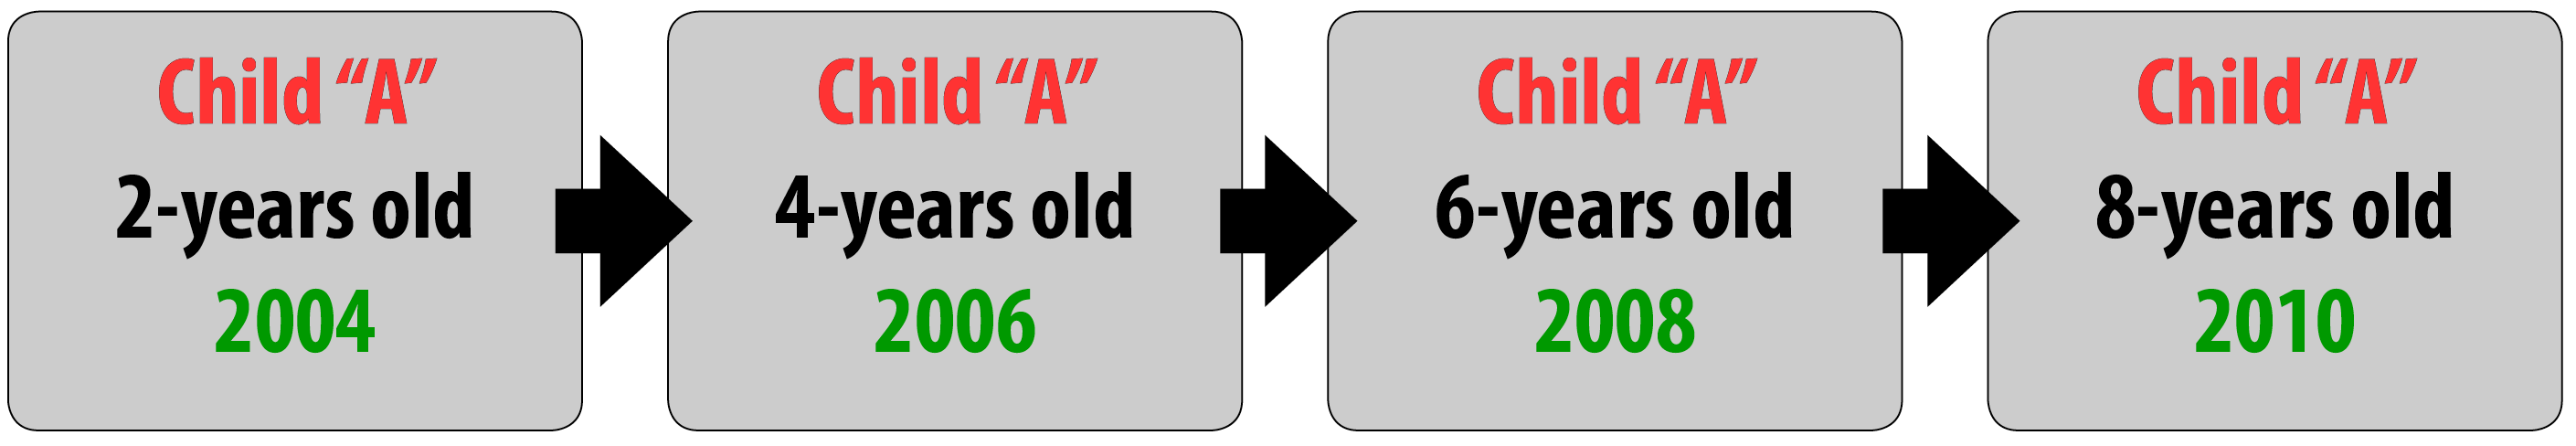 Child “A”
2-years old
2004
Child “A”
4-years old
2006
Child “A”
6-years old
2008
Child “A”
8-years old
2010